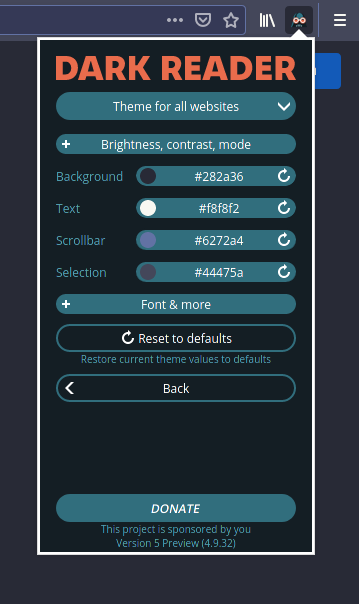 DARK READER
Theme for all websites
Brightness, contrast, mode
Background #282a36
Text #f8f8f2
Scrollbar #6272a4
Selection #44475a
Font & more
Reset to defaults
Restore current theme values to defaults
Back
DONATE
This project is sponsored by you
Version 5 Preview (4.9.32)